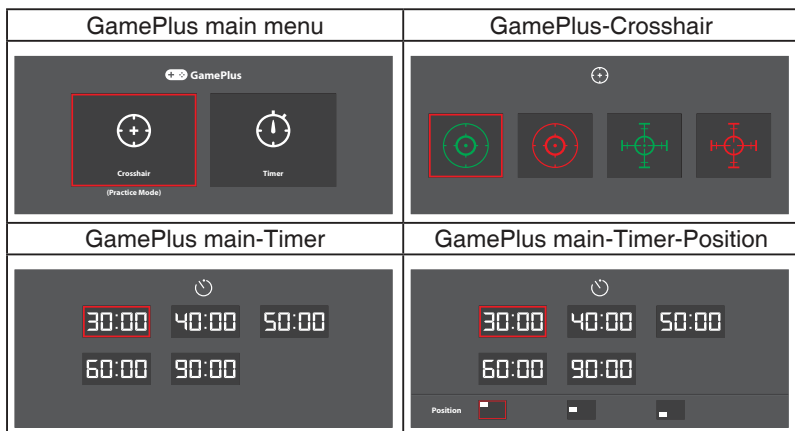 GamePlus main menu
GamePlus-Crosshair
GamePlus
Crosshair
Timer
(Practice Mode)
GamePlus main-Timer
GamePlus main-Timer-Position
30:00 40:00 50:00
60:00 90:00
30:00 40:00 50:00
60:00 90:00
Position